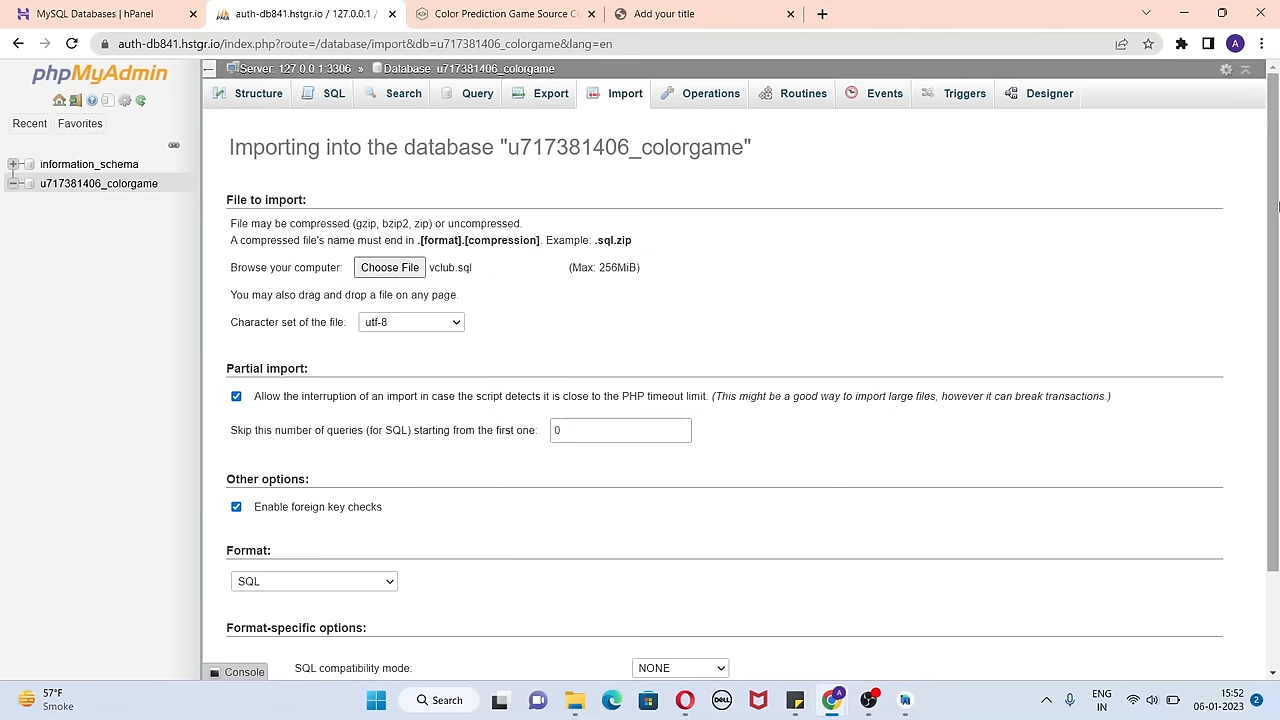 MySQL Databases | hPanel
auth-db841.hstgr.io / 127.0.0.1 /
Color Prediction Game Source C
Add your title
auth-db841.hstgr.io/index.php?route=/database/import&db=u717381406_colorgame&lang=en
A
phpMyAdmin
Recent Favorites
information_schema
u717381406_colorgame
Server: 127.0.0.1:3306 » Database: u717381406_colorgame
Structure SQL Search Query Export Import Operations Routines Events Triggers Designer
Importing into the database "u717381406_colorgame"
File to import:
File may be compressed (gzip, bzip2, zip) or uncompressed.
A compressed file's name must end in .[format].[compression]. Example: .sql.zip
Browse your computer: Choose File vclub.sql (Max: 256MiB)
You may also drag and drop a file on any page.
Character set of the file: utf-8
Partial import:
Allow the interruption of an import in case the script detects it is close to the PHP timeout limit. (This might be a good way to import large files, however it can break transactions.)
Skip this number of queries (for SQL) starting from the first one: 0
Other options:
Enable foreign key checks
Format:
SQL
Format-specific options:
SQL compatibility mode: NONE
Console
57°F
Smoke
Search
DELL
ENG
IN
15:52
06-01-2023
2